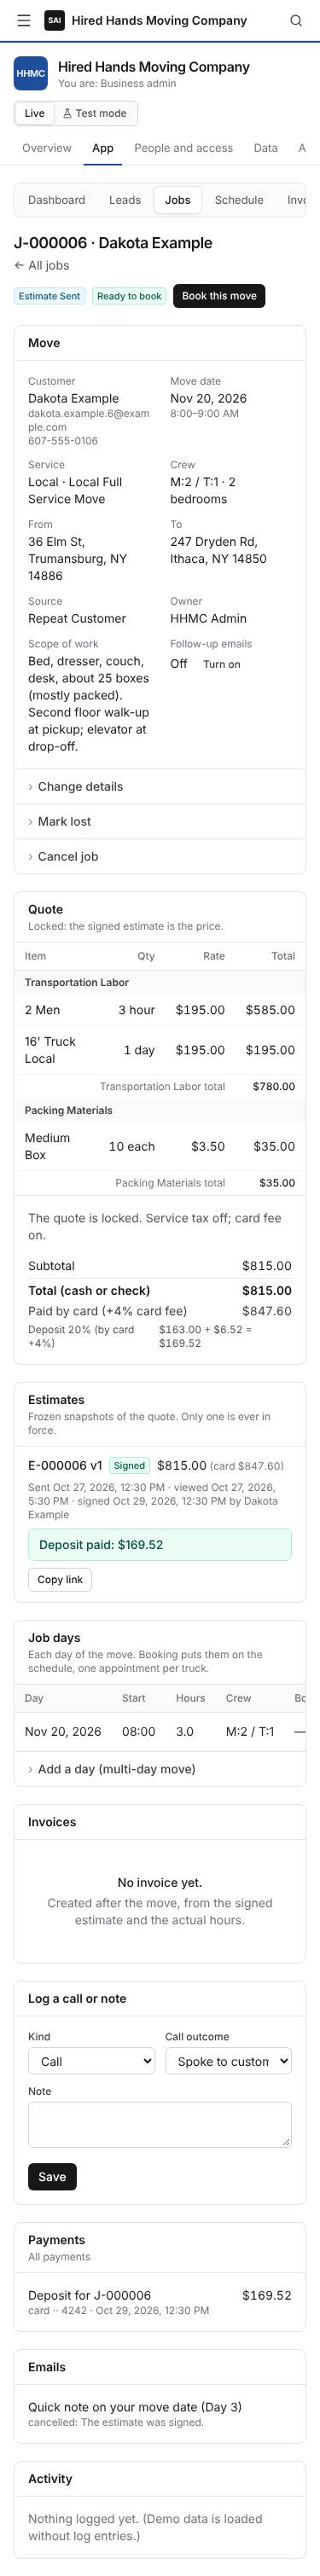 SAI Hired Hands Moving Company
HHMC
Hired Hands Moving Company
You are: Business admin
Live Test mode
Overview App People and access Data A
Dashboard Leads Jobs Schedule Invo
J-000006 · Dakota Example
← All jobs
Estimate Sent Ready to book Book this move
Move
Customer Move date
Dakota Example Nov 20, 2026
dakota.example.6@exam 8:00–9:00 AM
ple.com
607-555-0106
Service Crew
Local · Local Full M:2 / T:1 · 2
Service Move bedrooms
From To
36 Elm St, 247 Dryden Rd,
Trumansburg, NY Ithaca, NY 14850
14886
Source Owner
Repeat Customer HHMC Admin
Scope of work Follow-up emails
Bed, dresser, couch, Off Turn on
desk, about 25 boxes
(mostly packed).
Second floor walk-up
at pickup; elevator at
drop-off.
› Change details
› Mark lost
› Cancel job
Quote
Locked: the signed estimate is the price.
Item Qty Rate Total
Transportation Labor
2 Men 3 hour $195.00 $585.00
16' Truck 1 day $195.00 $195.00
Local
Transportation Labor total $780.00
Packing Materials
Medium 10 each $3.50 $35.00
Box
Packing Materials total $35.00
The quote is locked. Service tax off; card fee
on.
Subtotal $815.00
Total (cash or check) $815.00
Paid by card (+4% card fee) $847.60
Deposit 20% (by card $163.00 + $6.52 =
+4%) $169.52
Estimates
Frozen snapshots of the quote. Only one is ever in
force.
E-000006 v1 Signed $815.00 (card $847.60)
Sent Oct 27, 2026, 12:30 PM · viewed Oct 27, 2026,
5:30 PM · signed Oct 29, 2026, 12:30 PM by Dakota
Example
Deposit paid: $169.52
Copy link
Job days
Each day of the move. Booking puts them on the
schedule, one appointment per truck.
Day Start Hours Crew Bo
Nov 20, 2026 08:00 3.0 M:2 / T:1 —
› Add a day (multi-day move)
Invoices
No invoice yet.
Created after the move, from the signed
estimate and the actual hours.
Log a call or note
Kind Call outcome
Call Spoke to custom
Note
Save
Payments
All payments
Deposit for J-000006 $169.52
card ·· 4242 · Oct 29, 2026, 12:30 PM
Emails
Quick note on your move date (Day 3)
cancelled: The estimate was signed.
Activity
Nothing logged yet. (Demo data is loaded
without log entries.)